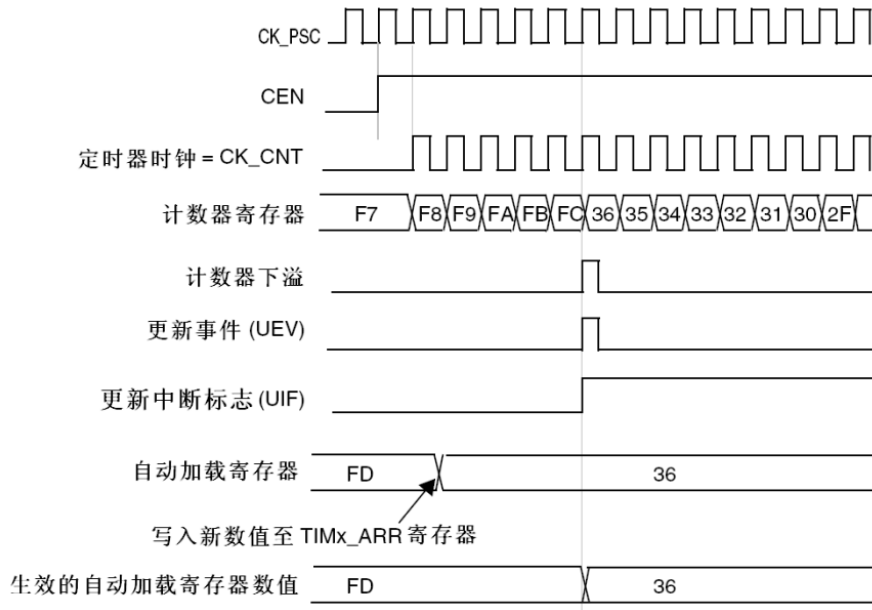 CK_PSC
CEN
定时器时钟 = CK_CNT
计数器寄存器 F7 F8 F9 FA FB FC 36 35 34 33 32 31 30 2F
计数器下溢
更新事件 (UEV)
更新中断标志 (UIF)
自动加载寄存器 FD 36
写入新数值至 TIMx_ARR 寄存器
生效的自动加载寄存器数值 FD 36